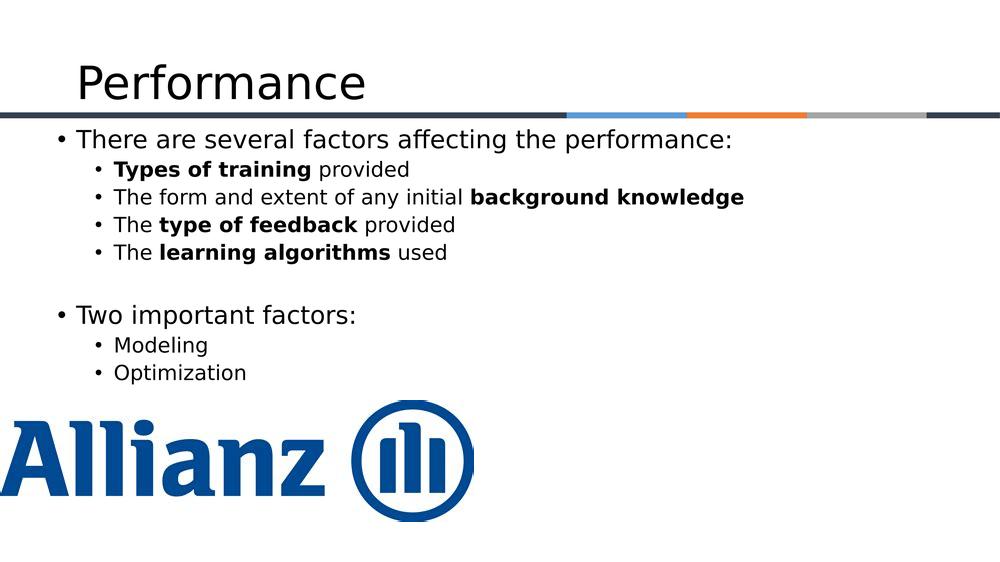 Performance
• There are several factors affecting the performance:
• Types of training provided
• The form and extent of any initial background knowledge
• The type of feedback provided
• The learning algorithms used
• Two important factors:
• Modeling
• Optimization
Allianz